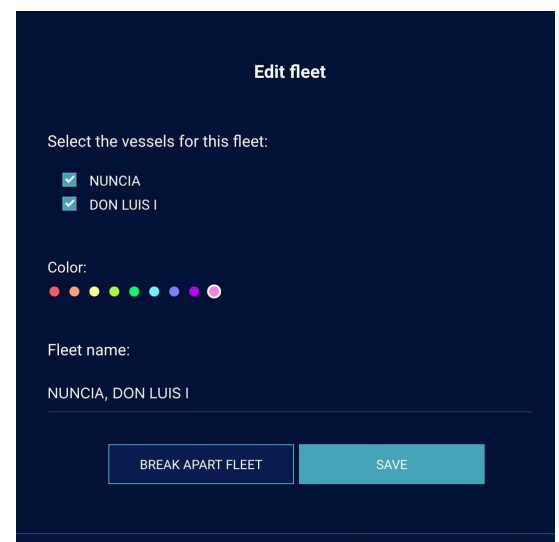 Edit fleet
Select the vessels for this fleet:
NUNCIA
DON LUIS I
Color:
Fleet name:
NUNCIA, DON LUIS I
BREAK APART FLEET
SAVE